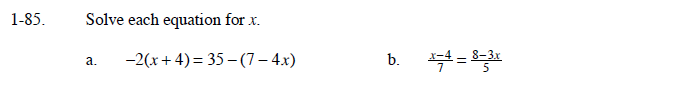 1-85. Solve each equation for x.
a. −2(x + 4) = 35 – (7 – 4x) b. x−4/7 = 8−3x/5